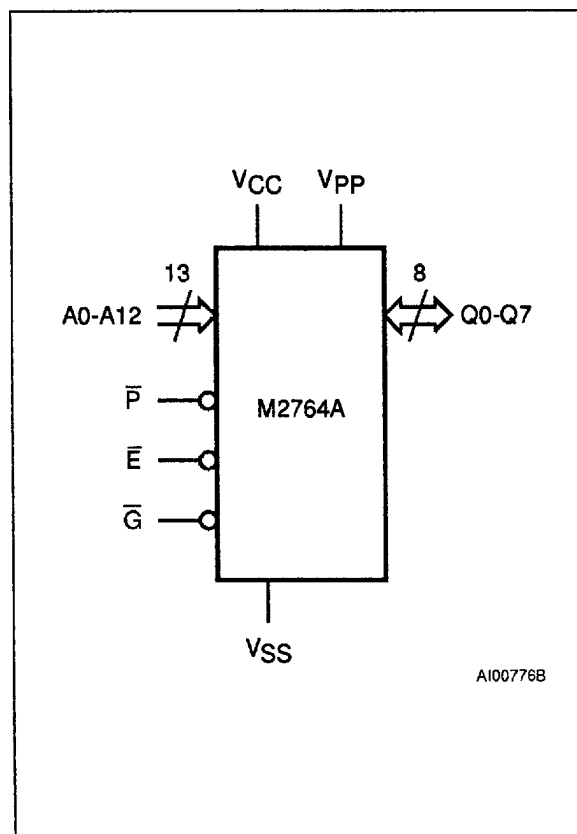 VCC VPP
13 8
A0-A12 Q0-Q7
P̅
M2764A
E̅
G̅
VSS
AI00776B